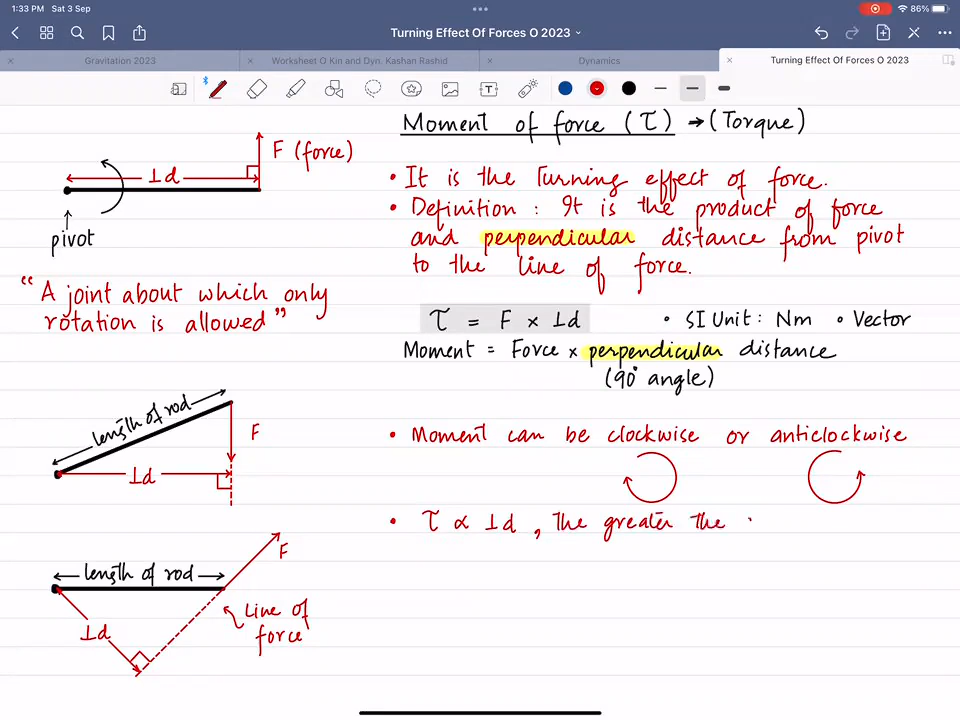 1:33 PM Sat 3 Sep
86%
Turning Effect Of Forces O 2023
Gravitation 2023
Worksheet O Kin and Dyn. Kashan Rashid
Dynamics
Turning Effect Of Forces O 2023
Moment of force (τ) → (Torque)
F (force)
⊥d
pivot
"A joint about which only
rotation is allowed"
• It is the Turning effect of force.
• Definition : It is the product of force
and perpendicular distance from pivot
to the line of force.
τ = F × ⊥d • SI Unit: Nm • Vector
Moment = Force × perpendicular distance
(90° angle)
length of rod
F
⊥d
• Moment can be clockwise or anticlockwise
• τ ∝ ⊥d , The greater the
length of rod
F
⊥d
Line of
force